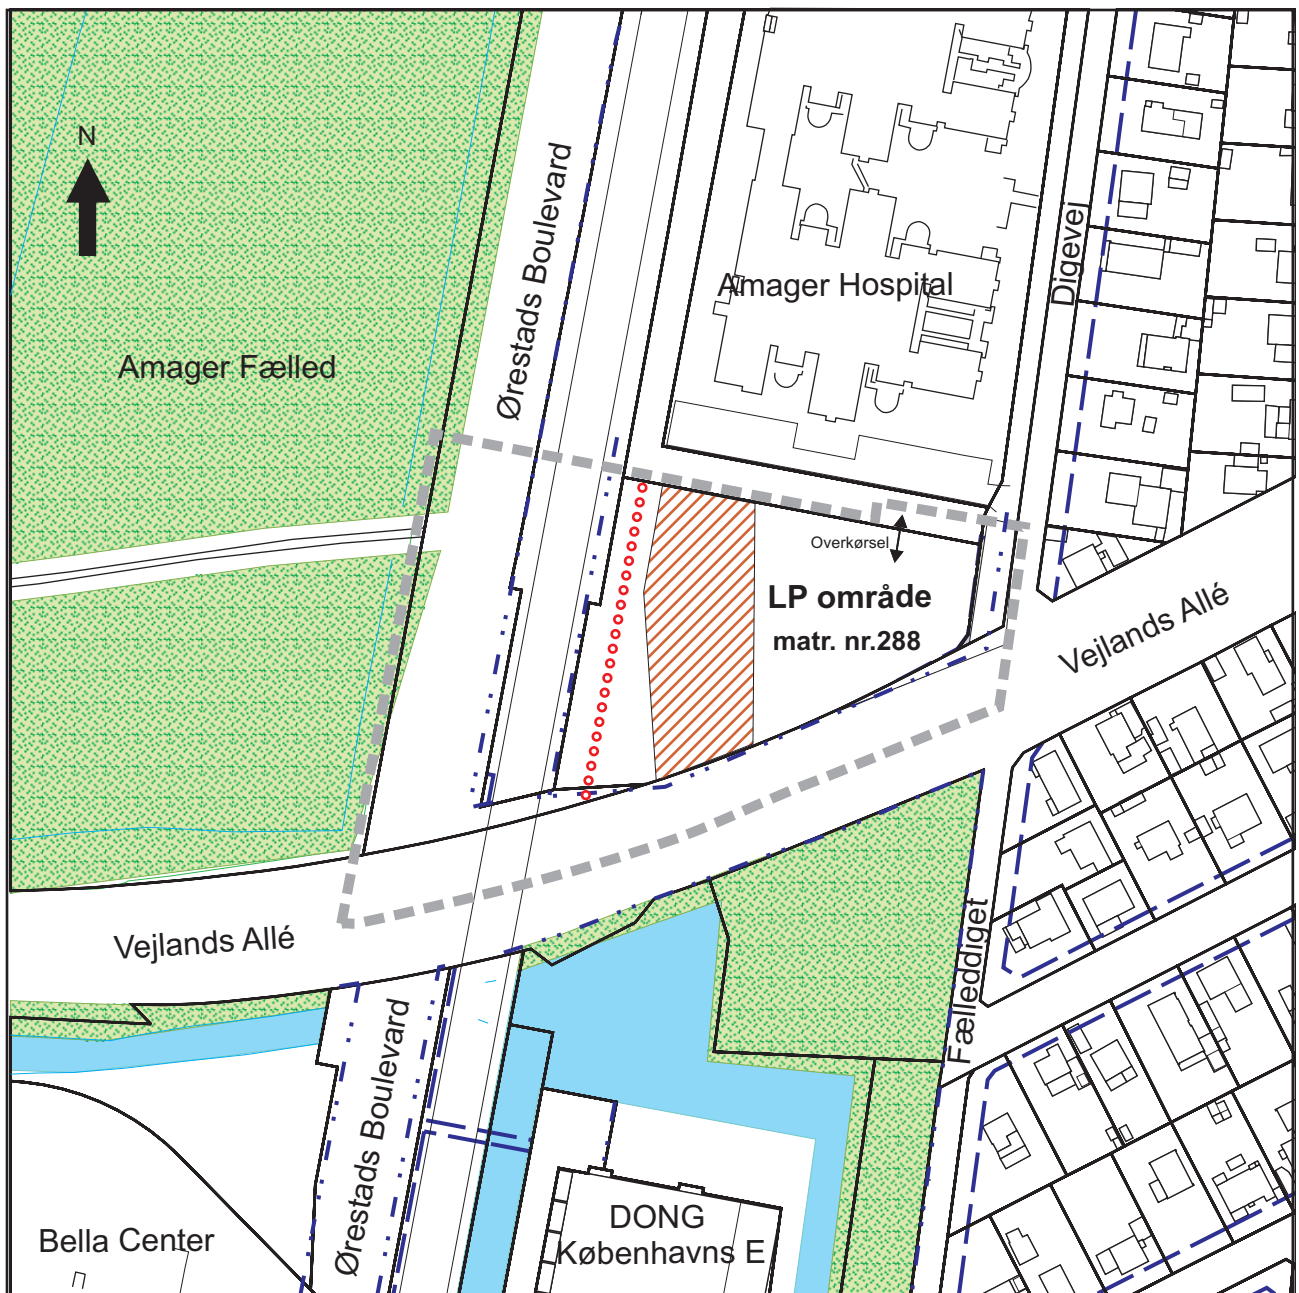 N
Ørestads Boulevard
Digevej
Amager Hospital
Amager Fælled
Overkørsel
LP område
matr. nr.288
Vejlands Allé
Vejlands Allé
Fælleddiget
Ørestads Boulevard
DONG
Københavns E
Bella Center